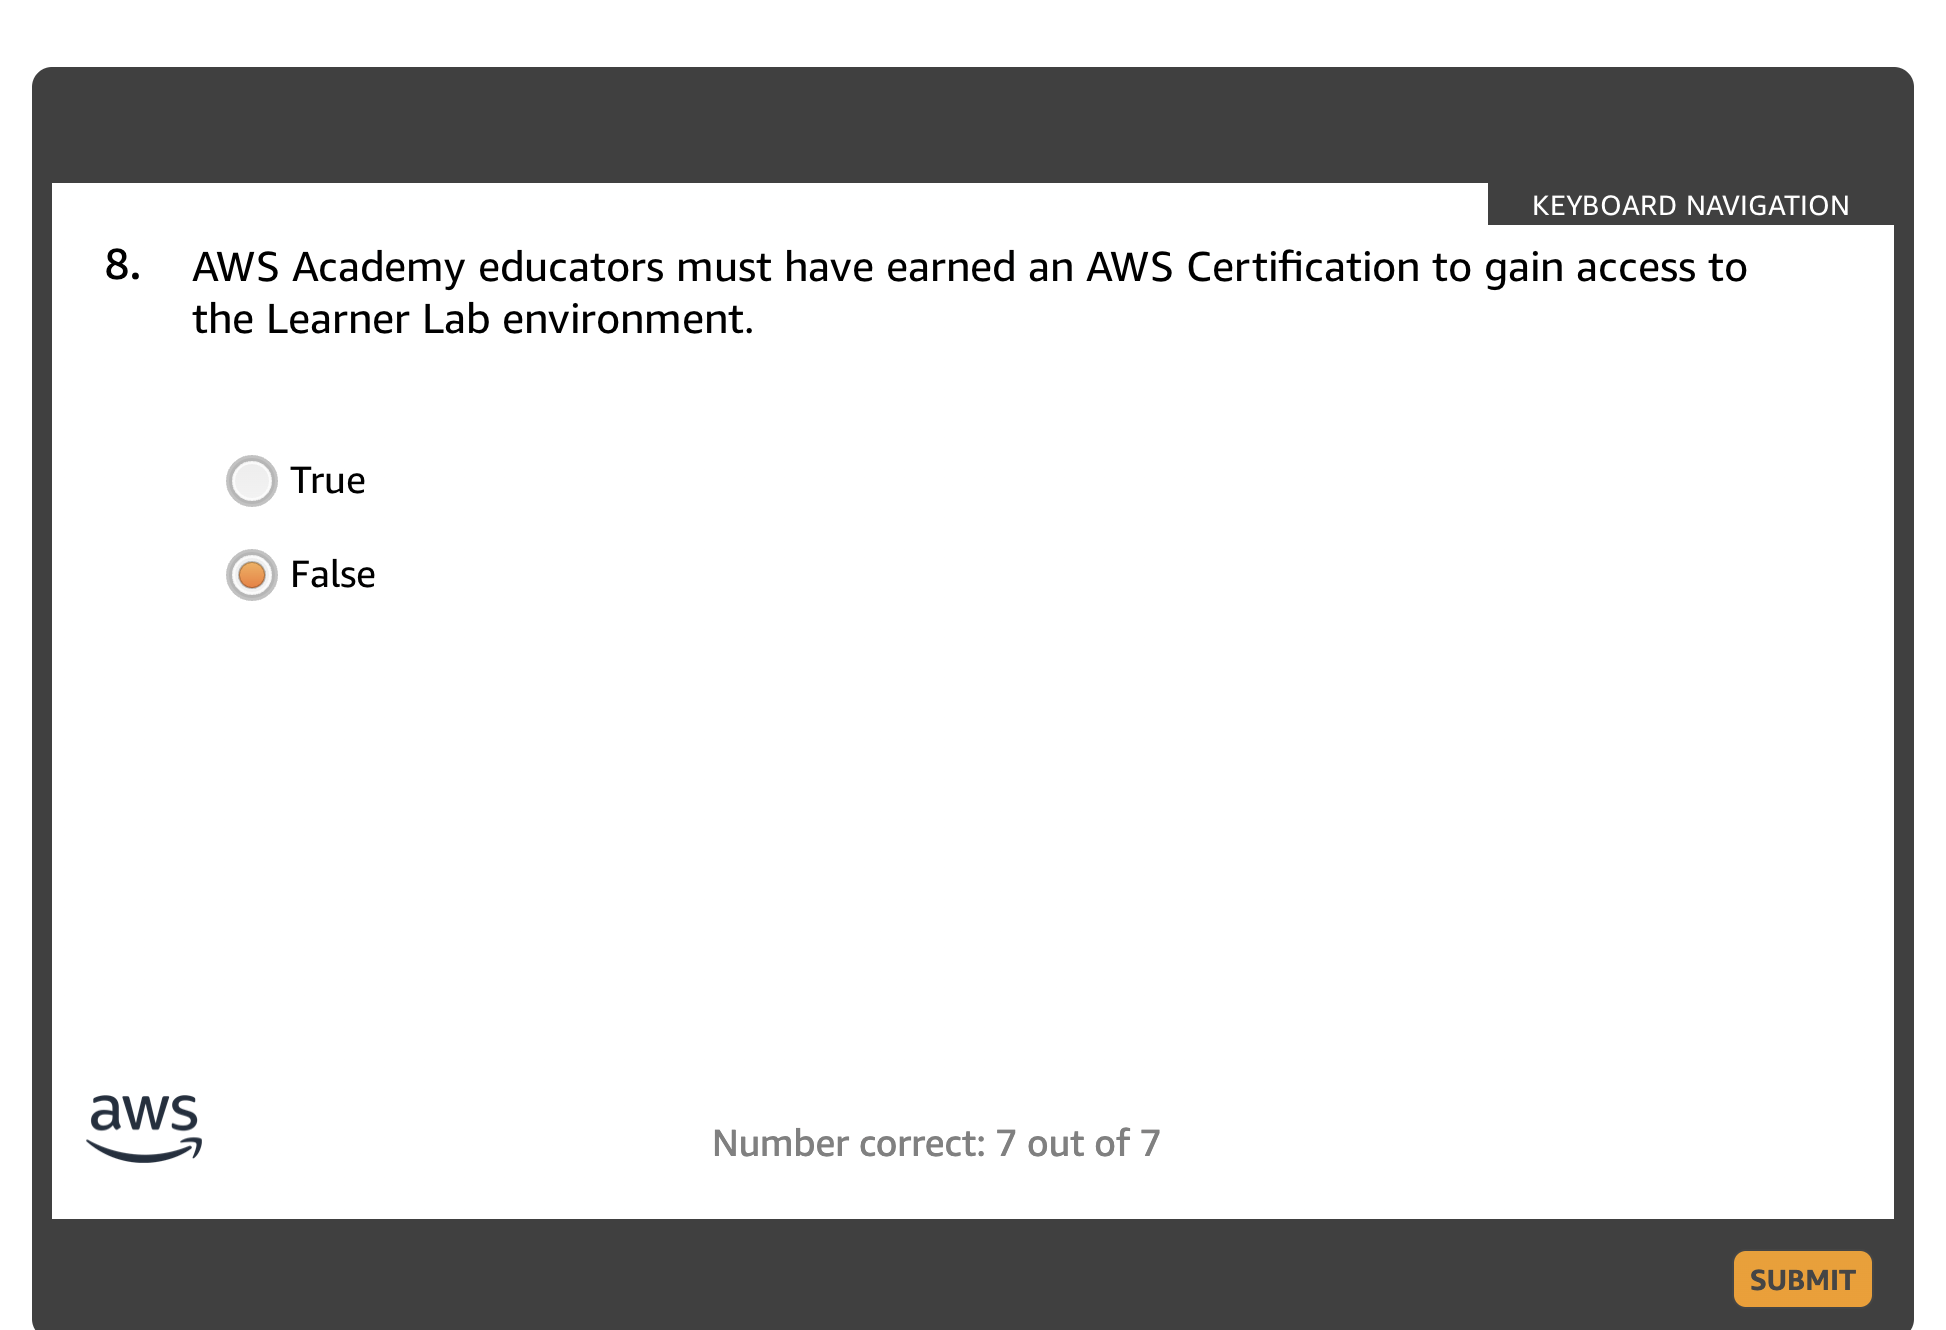 KEYBOARD NAVIGATION
8. AWS Academy educators must have earned an AWS Certification to gain access to
the Learner Lab environment.
True
False
aws
Number correct: 7 out of 7
SUBMIT